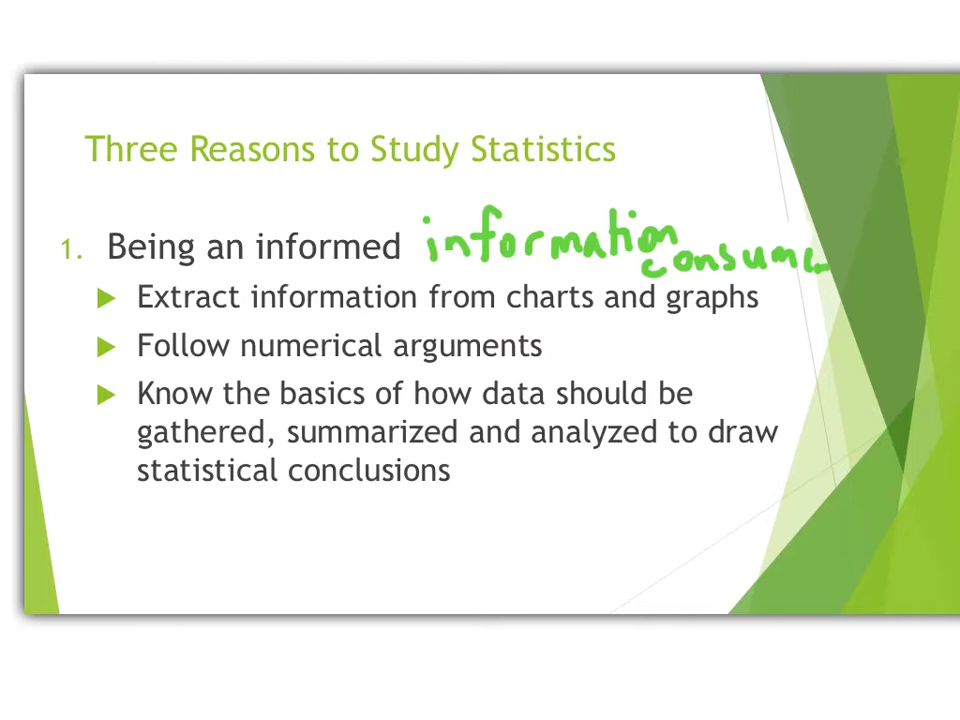 Three Reasons to Study Statistics
1. Being an informed information
consumer
▶ Extract information from charts and graphs
▶ Follow numerical arguments
▶ Know the basics of how data should be
gathered, summarized and analyzed to draw
statistical conclusions